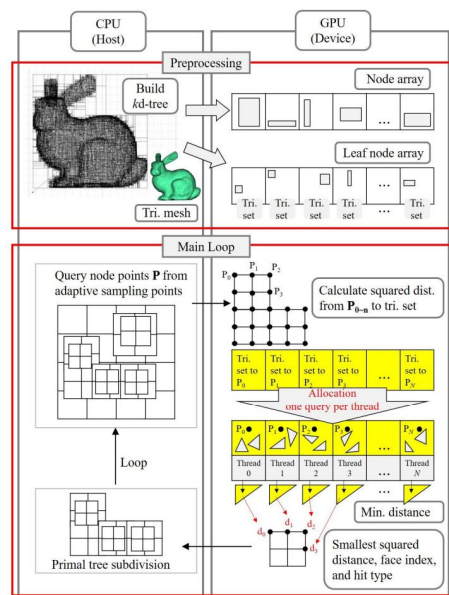 CPU
(Host)
GPU
(Device)
Preprocessing
Build
kd-tree
Tri. mesh
Node array
...
Leaf node array
...
Tri.
set
Tri.
set
Tri.
set
Tri.
set
Tri.
set
Main Loop
Query node points P from
adaptive sampling points
Loop
Primal tree subdivision
P1
P0
P2
P3
Calculate squared dist.
from P0~n to tri. set
Tri.
set to
P0
Tri.
set to
P1
Tri.
set to
P2
Tri.
set to
P3
...
Tri.
set to
PN
Allocation
one query per thread
P0
P1
P2
P3
...
PN
Thread
0
Thread
1
Thread
2
Thread
3
...
Thread
N
...
Min. distance
d0
d1
d2
d3
Smallest squared
distance, face index,
and hit type